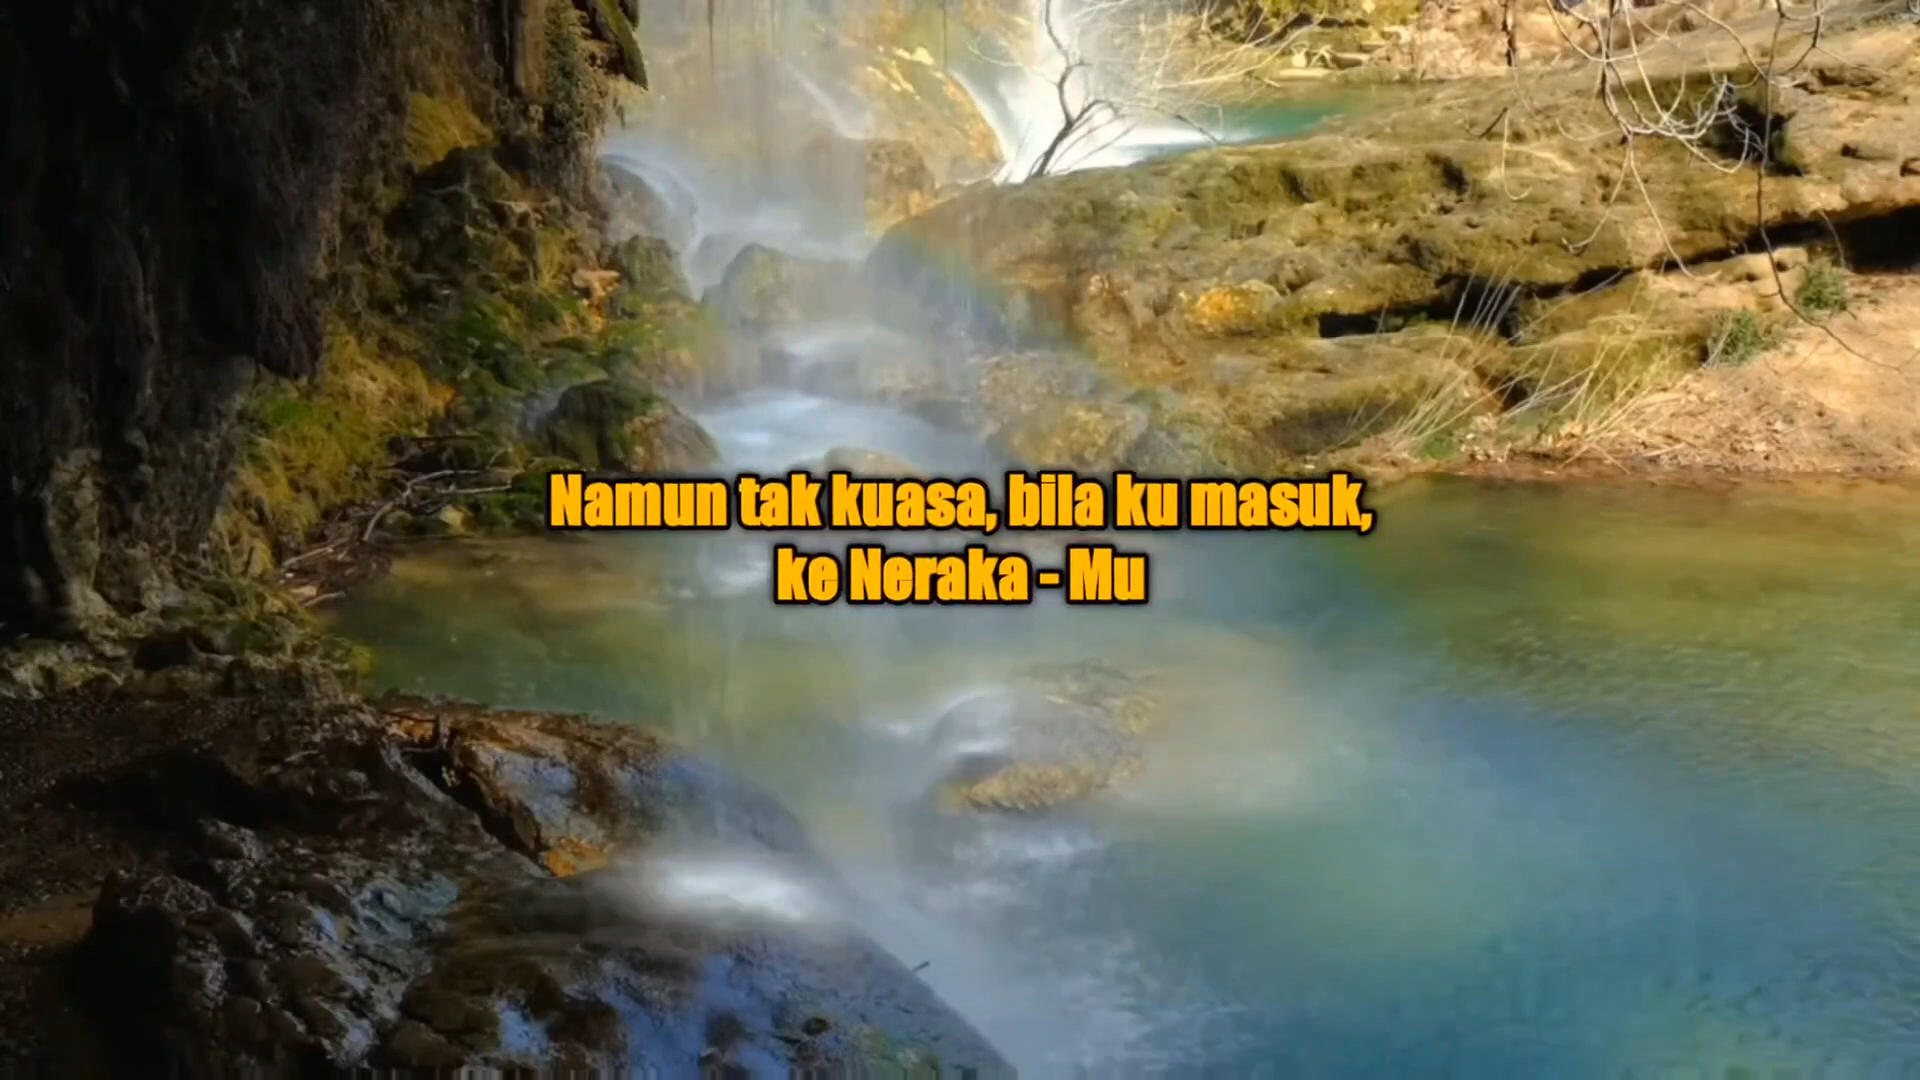 Namun tak kuasa, bila ku masuk,
ke Neraka - Mu